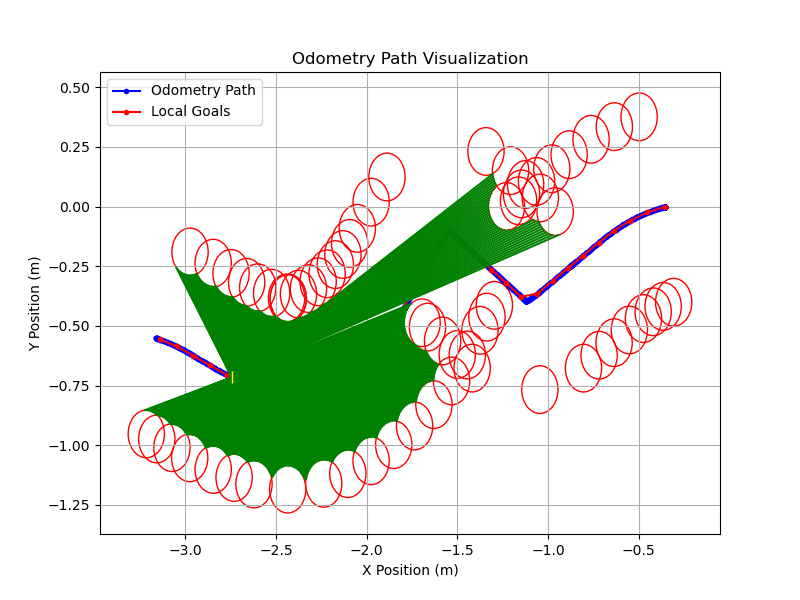 Odometry Path Visualization
Odometry Path
Local Goals
Y Position (m)
0.50
0.25
0.00
−0.25
−0.50
−0.75
−1.00
−1.25
−3.0
−2.5
−2.0
−1.5
−1.0
−0.5
X Position (m)